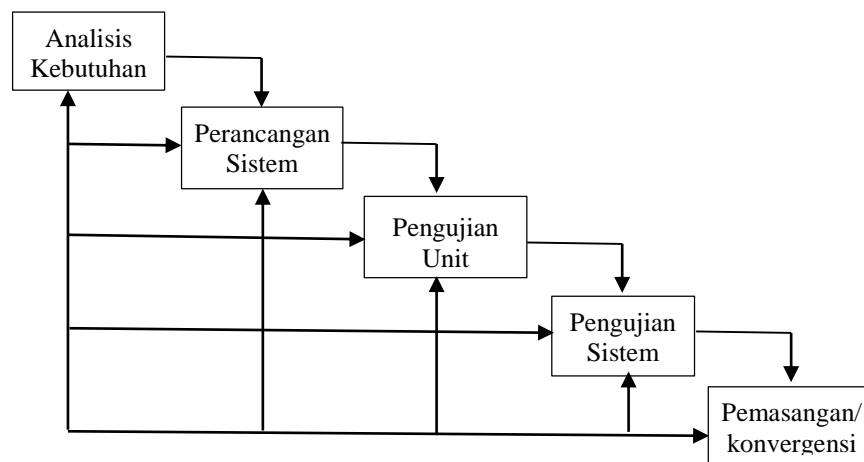 Analisis
Kebutuhan
Perancangan
Sistem
Pengujian
Unit
Pengujian
Sistem
Pemasangan/
konvergensi